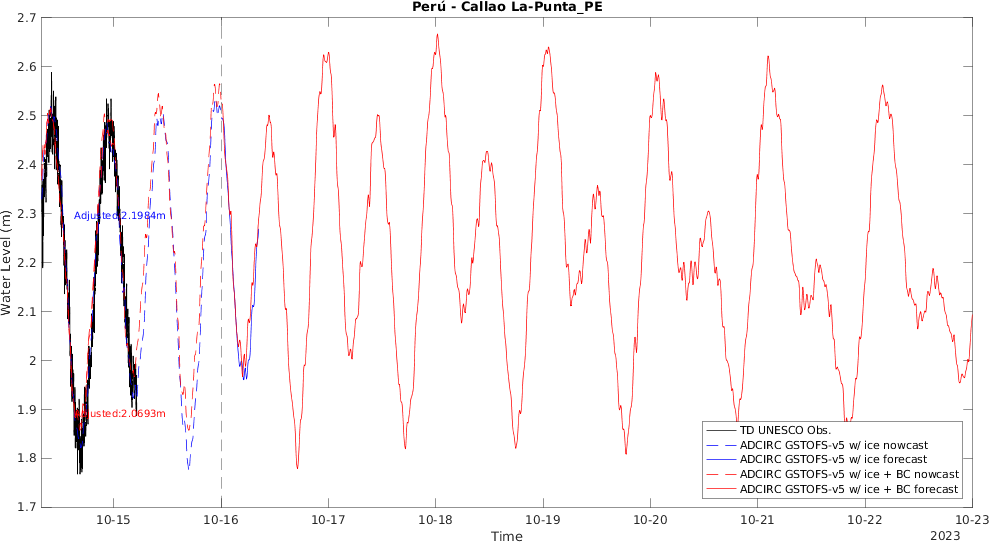 Perú - Callao La-Punta_PE
2.7
2.6
2.5
2.4
2.3
2.2
2.1
2
1.9
1.8
1.7
Water Level (m)
Adjusted:2.1984m
Adjusted:2.0693m
TD UNESCO Obs.
ADCIRC GSTOFS-v5 w/ ice nowcast
ADCIRC GSTOFS-v5 w/ ice forecast
ADCIRC GSTOFS-v5 w/ ice + BC nowcast
ADCIRC GSTOFS-v5 w/ ice + BC forecast
10-15 10-16 10-17 10-18 10-19 10-20 10-21 10-22 10-23
Time
2023